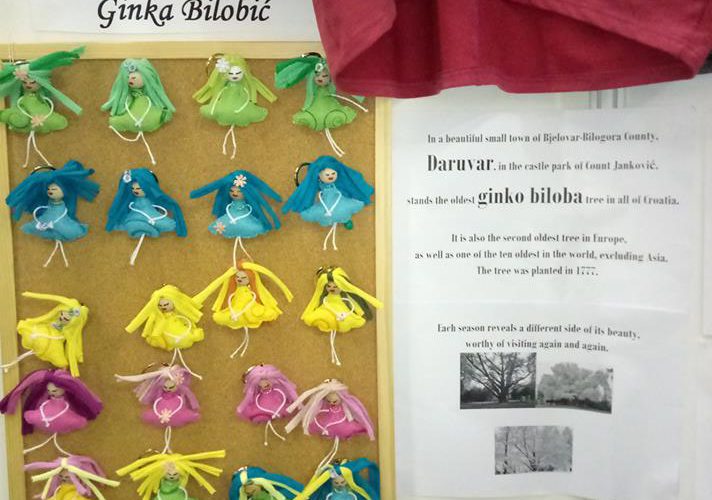 Ginka Bilobić
In a beautiful small town of Bjelovar-Bilogora County,
Daruvar, in the castle park of Count Janković,
stands the oldest ginko biloba tree in all of Croatia.
It is also the second oldest tree in Europe,
as well as one of the ten oldest in the world, excluding Asia.
The tree was planted in 1777.
Each season reveals a different side of its beauty,
worthy of visiting again and again.